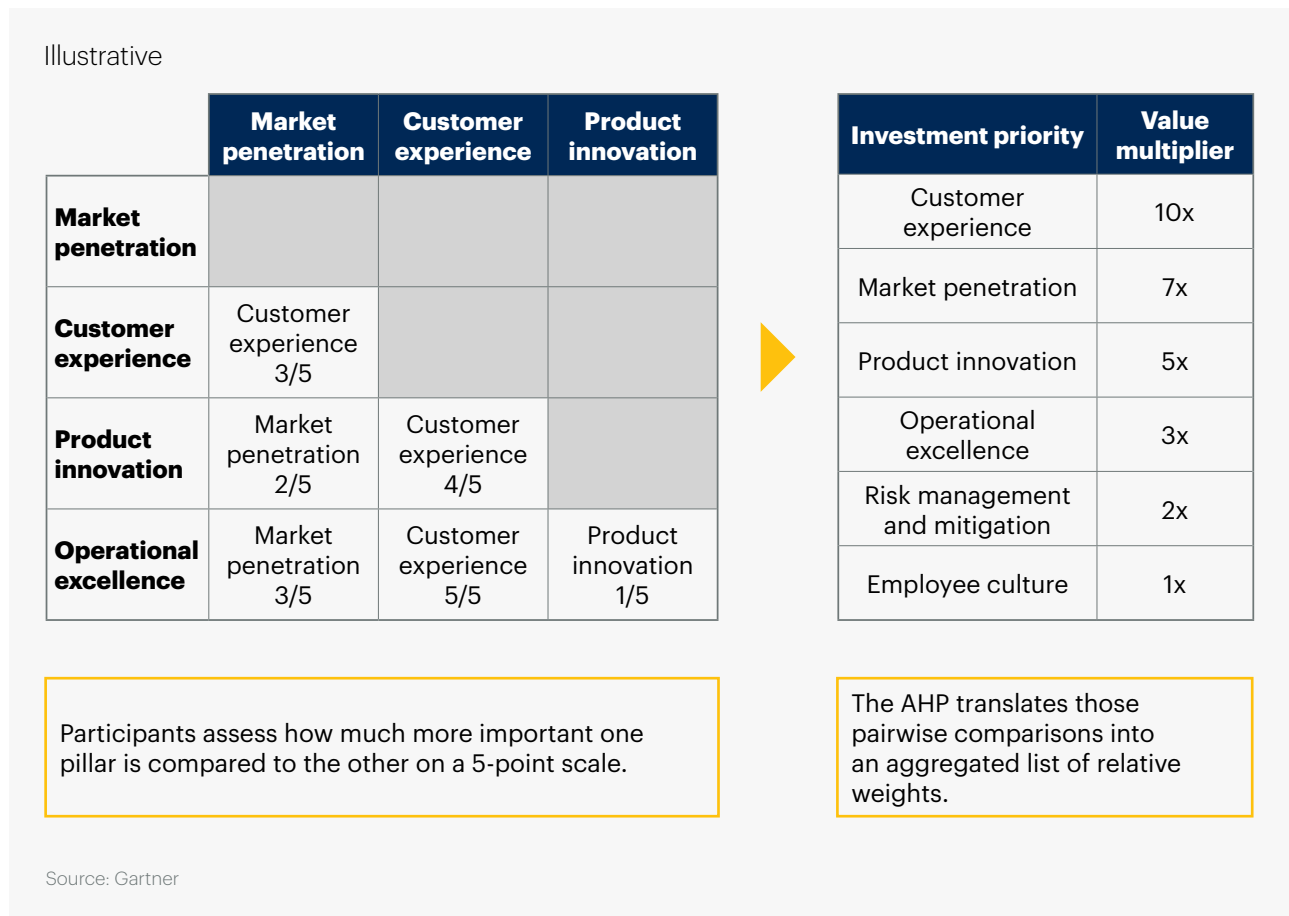 Illustrative
Market
penetration
Customer
experience
Product
innovation
Market
penetration
Customer
experience
Customer
experience
3/5
Product
innovation
Market
penetration
2/5
Customer
experience
4/5
Operational
excellence
Market
penetration
3/5
Customer
experience
5/5
Product
innovation
1/5
Investment priority
Value
multiplier
Customer
experience
10x
Market penetration
7x
Product innovation
5x
Operational
excellence
3x
Risk management
and mitigation
2x
Employee culture
1x
Participants assess how much more important one
pillar is compared to the other on a 5-point scale.
The AHP translates those
pairwise comparisons into
an aggregated list of relative
weights.
Source: Gartner